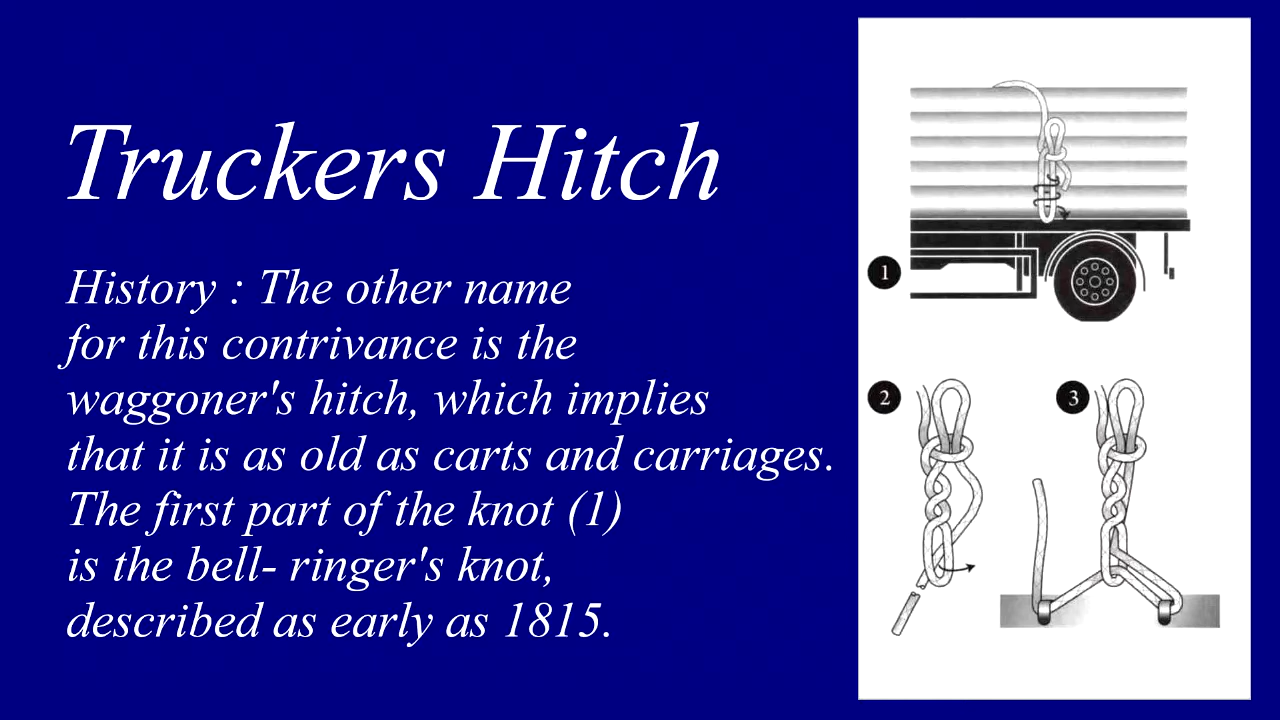 Truckers Hitch
History : The other name
for this contrivance is the
waggoner's hitch, which implies
that it is as old as carts and carriages.
The first part of the knot (1)
is the bell- ringer's knot,
described as early as 1815.
1
2
3